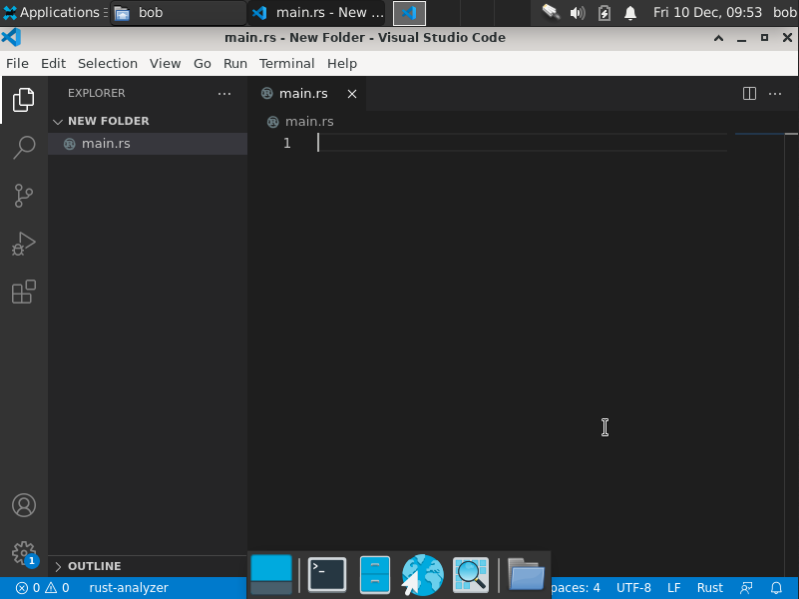 Applications bob main.rs - New ... Fri 10 Dec, 09:53 bob
main.rs - New Folder - Visual Studio Code
File Edit Selection View Go Run Terminal Help
EXPLORER ... main.rs ...
NEW FOLDER main.rs
main.rs 1
OUTLINE
>_
1
0 0 rust-analyzer paces: 4 UTF-8 LF Rust